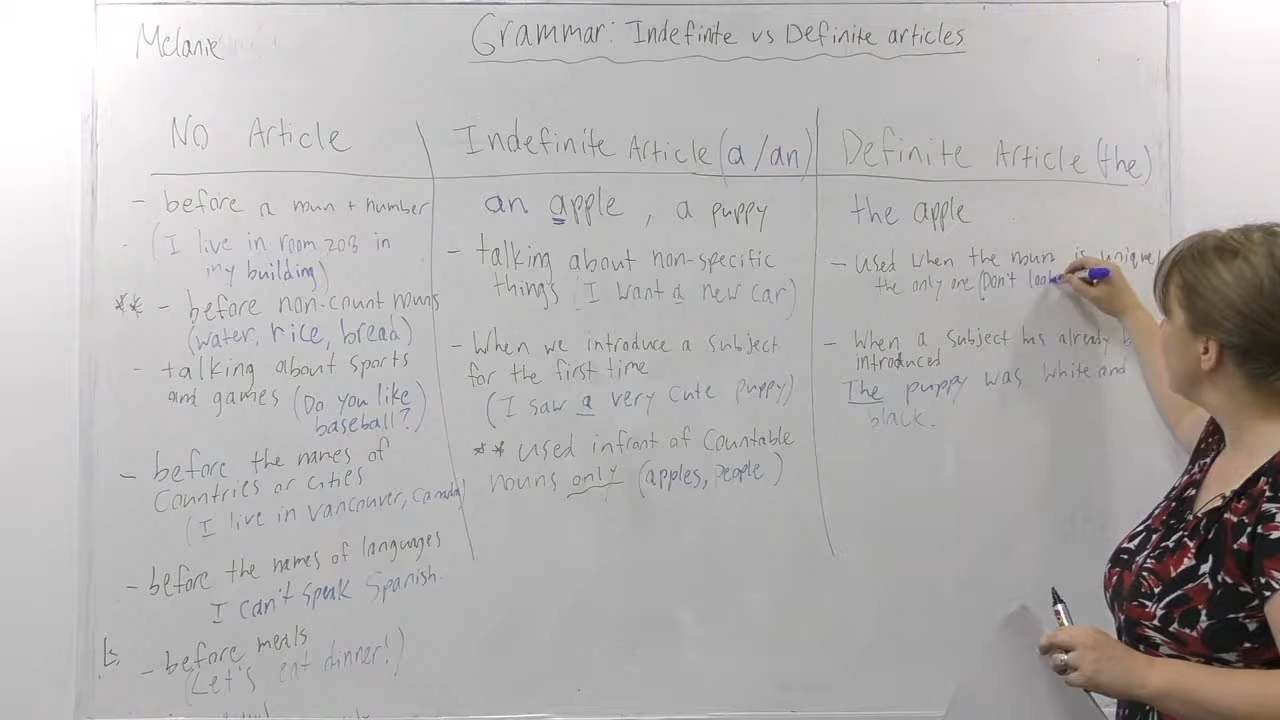 Melanie
Grammar: Indefinite vs Definite articles
No Article
- before a noun + number
(I live in room 208 in
my building)
** - before non-count nouns
(water, rice, bread)
- talking about sports
and games (Do you like
baseball?)
- before the names of
Countries or cities
(I live in Vancouver, Canada)
- before the names of languages
I can't speak Spanish.
- before meals
(Let's eat dinner!)
Indefinite Article (a/an)
an apple, a puppy
- talking about non-specific
things (I want a new car)
- When we introduce a subject
for the first time
(I saw a very cute puppy)
** used infront of Countable
nouns only (apples, people)
Definite Article (the)
the apple
- Used when the noun is unique
the only one (Don't look
- When a subject has already
introduced
The puppy was white and
black.